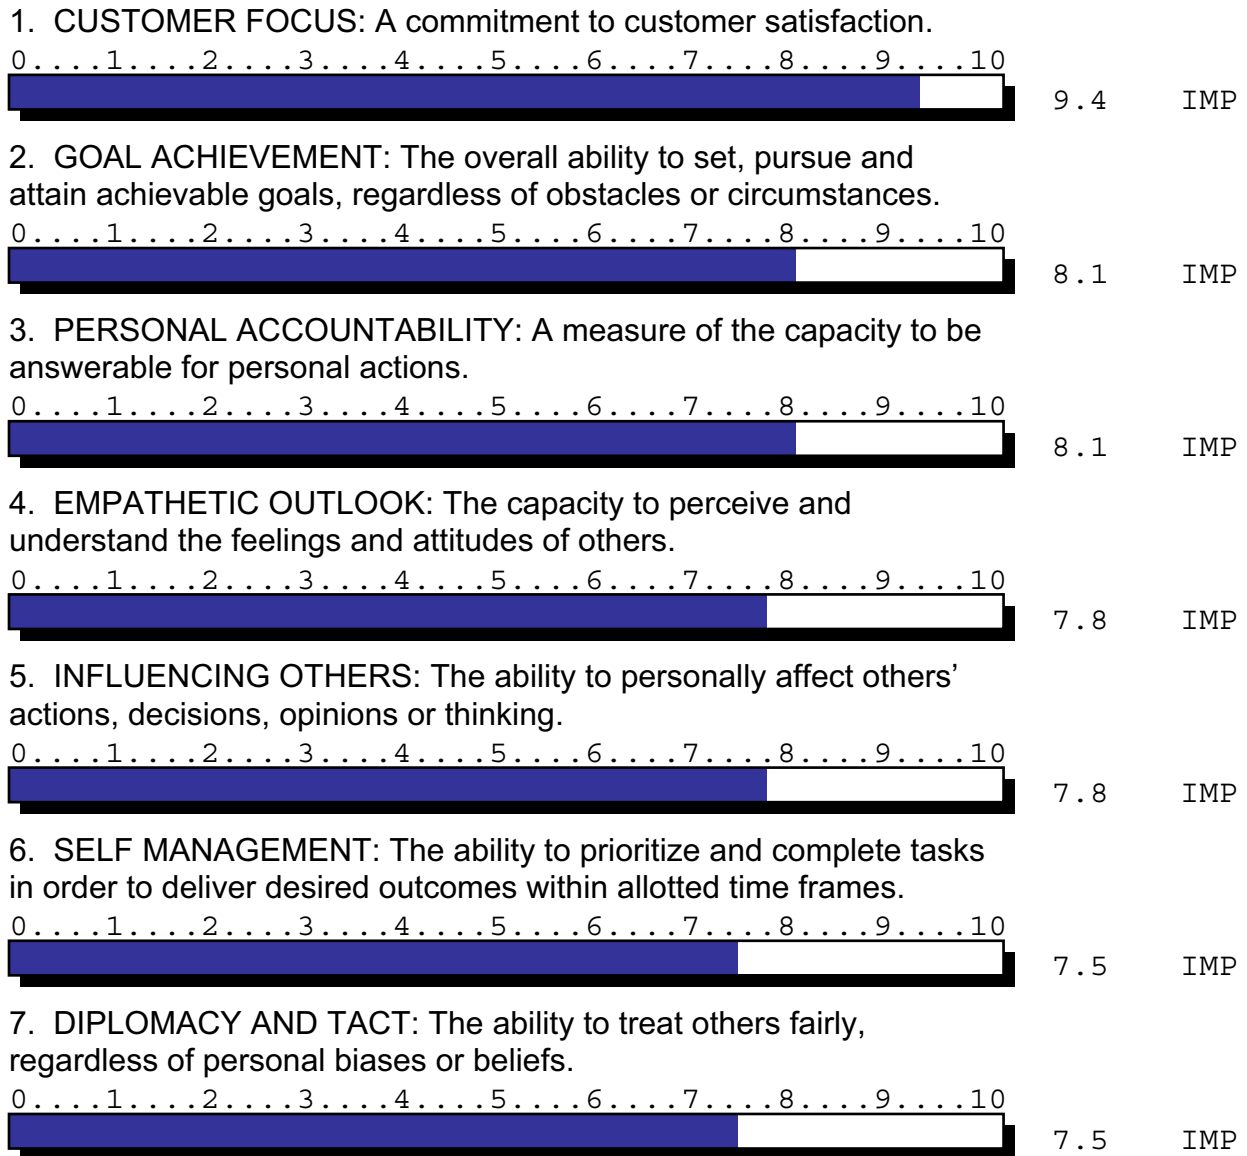 1. CUSTOMER FOCUS: A commitment to customer satisfaction.
0....1....2....3....4....5....6....7....8....9....10
9.4 IMP
2. GOAL ACHIEVEMENT: The overall ability to set, pursue and
attain achievable goals, regardless of obstacles or circumstances.
0....1....2....3....4....5....6....7....8....9....10
8.1 IMP
3. PERSONAL ACCOUNTABILITY: A measure of the capacity to be
answerable for personal actions.
0....1....2....3....4....5....6....7....8....9....10
8.1 IMP
4. EMPATHETIC OUTLOOK: The capacity to perceive and
understand the feelings and attitudes of others.
0....1....2....3....4....5....6....7....8....9....10
7.8 IMP
5. INFLUENCING OTHERS: The ability to personally affect others’
actions, decisions, opinions or thinking.
0....1....2....3....4....5....6....7....8....9....10
7.8 IMP
6. SELF MANAGEMENT: The ability to prioritize and complete tasks
in order to deliver desired outcomes within allotted time frames.
0....1....2....3....4....5....6....7....8....9....10
7.5 IMP
7. DIPLOMACY AND TACT: The ability to treat others fairly,
regardless of personal biases or beliefs.
0....1....2....3....4....5....6....7....8....9....10
7.5 IMP